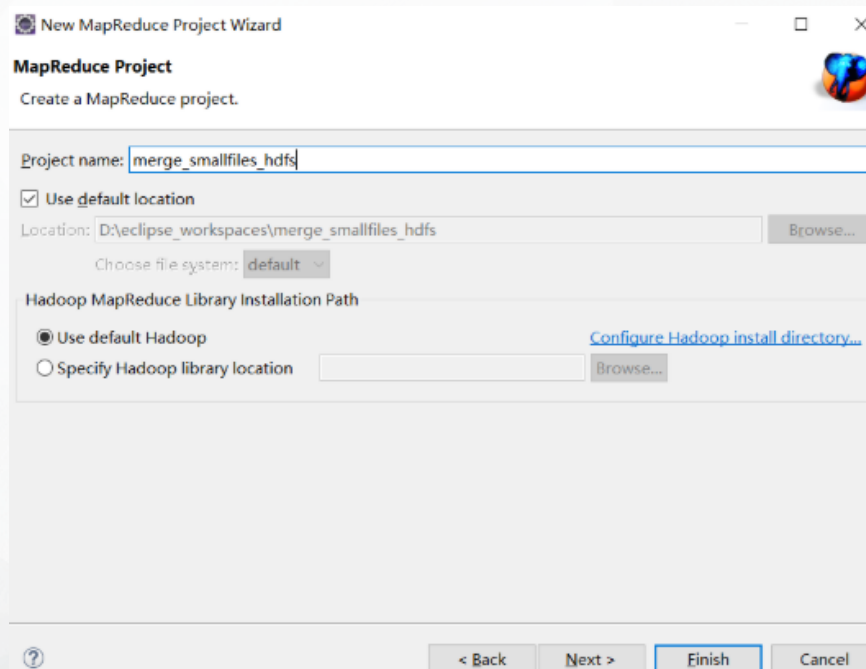 New MapReduce Project Wizard
MapReduce Project
Create a MapReduce project.
Project name: merge_smallfiles_hdfs
Use default location
Location: D:\eclipse_workspaces\merge_smallfiles_hdfs Browse...
Choose file system: default
Hadoop MapReduce Library Installation Path
Use default Hadoop Configure Hadoop install directory...
Specify Hadoop library location Browse...
? < Back Next > Finish Cancel